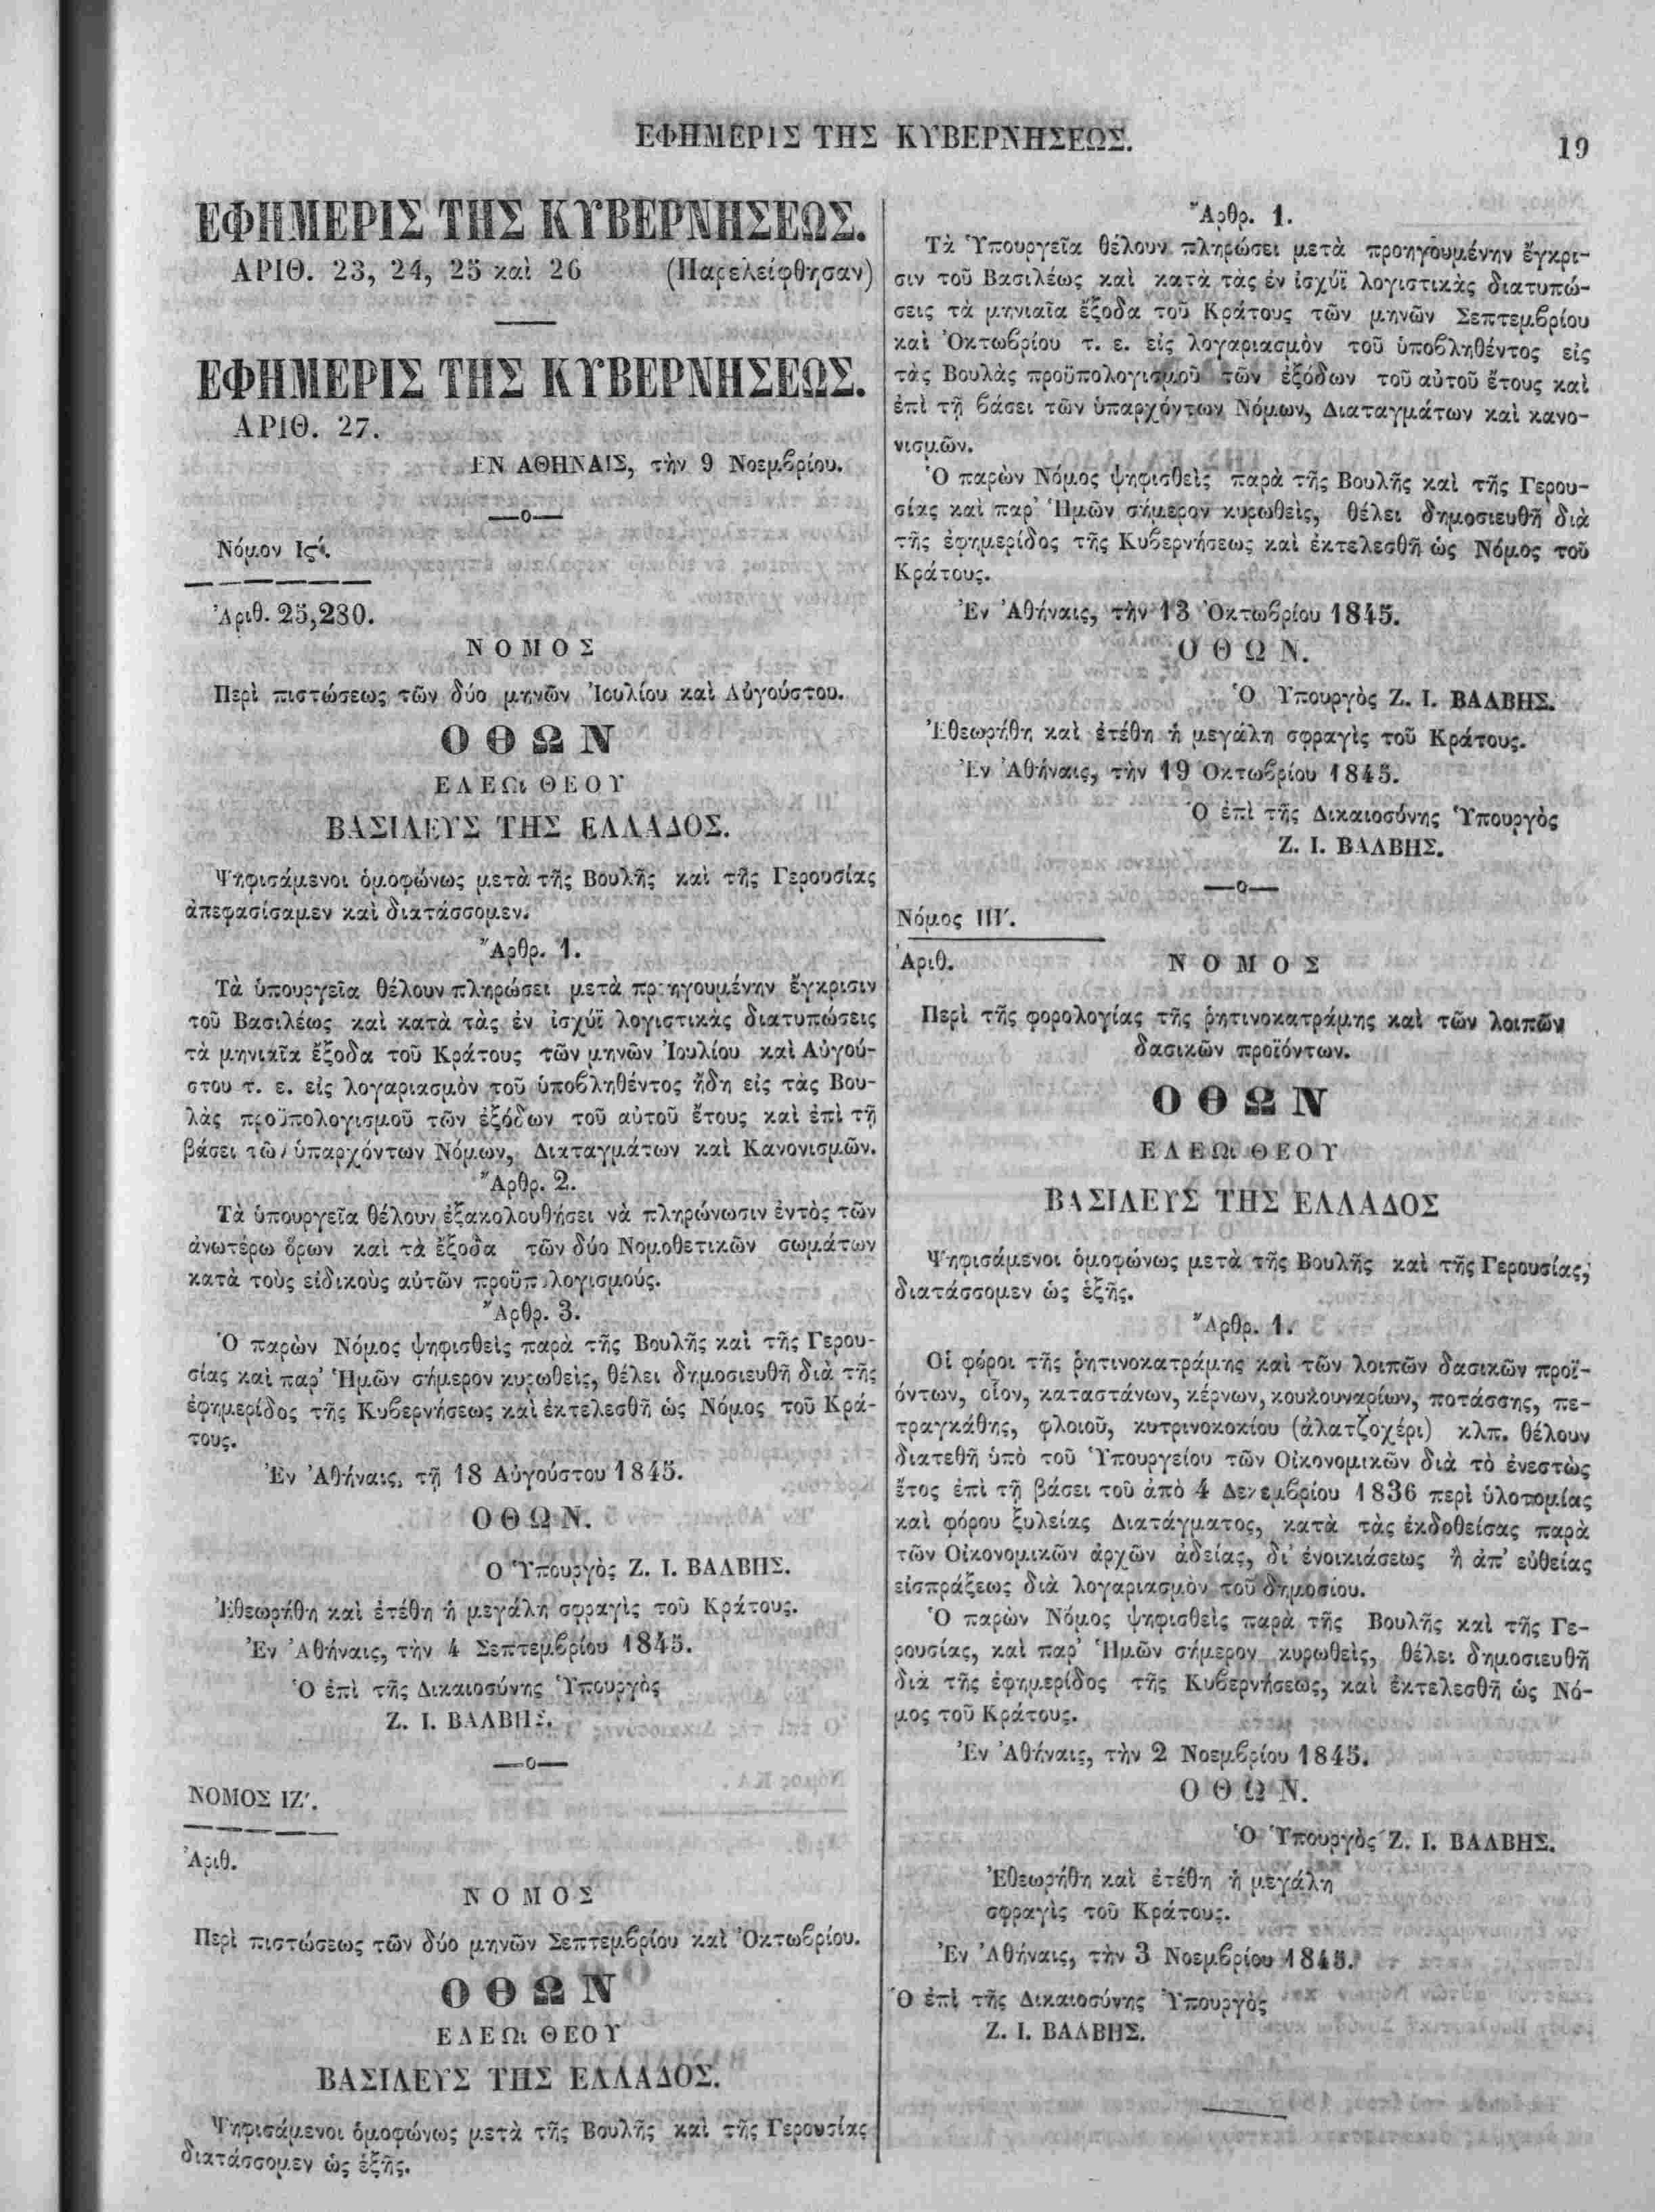 ΕΦΗΜΕΡΙΣ ΤΗΣ ΚΥΒΕΡΝΗΣΕΩΣ.
19
ΕΦΗΜΕΡΙΣ ΤΗΣ ΚΥΒΕΡΝΗΣΕΩΣ.
ΑΡΙΘ. 23, 24, 25 καὶ 26 (Παρελείφθησαν)
ΕΦΗΜΕΡΙΣ ΤΗΣ ΚΥΒΕΡΝΗΣΕΩΣ.
ΑΡΙΘ. 27.
ΕΝ ΑΘΗΝΑΙΣ, τὴν 9 Νοεμβρίου.
Νόμον Ιϛ΄.
Ἀριθ. 25,280.
ΝΟΜΟΣ
Περὶ πιστώσεως τῶν δύο μηνῶν Ἰουλίου καὶ Αὐγούστου.
ΟΘΩΝ
ΕΛΕΩι ΘΕΟΥ
ΒΑΣΙΛΕΥΣ ΤΗΣ ΕΛΛΑΔΟΣ.
Ψηφισάμενοι ὁμοφώνως μετὰ τῆς Βουλῆς καὶ τῆς Γερουσίας
ἀπεφασίσαμεν καὶ διατάσσομεν.
Ἄρθρ. 1.
Τὰ ὑπουργεῖα θέλουν πληρώσει μετὰ προηγουμένην ἔγκρισιν
τοῦ Βασιλέως καὶ κατὰ τὰς ἐν ἰσχύϊ λογιστικὰς διατυπώσεις
τὰ μηνιαῖα ἔξοδα τοῦ Κράτους τῶν μηνῶν Ἰουλίου καὶ Αὐγού-
στου τ. ε. εἰς λογαριασμὸν τοῦ ὑποβληθέντος ἤδη εἰς τὰς Βου-
λὰς προϋπολογισμοῦ τῶν ἐξόδων τοῦ αὐτοῦ ἔτους καὶ ἐπὶ τῇ
βάσει τῶν ὑπαρχόντων Νόμων, Διαταγμάτων καὶ Κανονισμῶν.
Ἄρθρ. 2.
Τὰ ὑπουργεῖα θέλουν ἐξακολουθήσει νὰ πληρώνωσιν ἐντὸς τῶν
ἀνωτέρω ὅρων καὶ τὰ ἔξοδα τῶν δύο Νομοθετικῶν σωμάτων
κατὰ τοὺς εἰδικοὺς αὐτῶν προϋπολογισμούς.
Ἄρθρ. 3.
Ὁ παρὼν Νόμος ψηφισθεὶς παρὰ τῆς Βουλῆς καὶ τῆς Γερου-
σίας καὶ παρ' Ἡμῶν σήμερον κυρωθεὶς, θέλει δημοσιευθῆ διὰ τῆς
ἐφημερίδος τῆς Κυβερνήσεως καὶ ἐκτελεσθῆ ὡς Νόμος τοῦ Κρά-
τους.
Ἐν Ἀθήναις, τῇ 18 Αὐγούστου 1845.
ΟΘΩΝ.
Ο Ὑπουργὸς Ζ. Ι. ΒΑΛΒΗΣ.
Ἐθεωρήθη καὶ ἐτέθη ἡ μεγάλη σφραγὶς τοῦ Κράτους.
Ἐν Ἀθήναις, τὴν 4 Σεπτεμβρίου 1845.
Ὁ ἐπὶ τῆς Δικαιοσύνης Ὑπουργὸς
Ζ. Ι. ΒΑΛΒΗΣ.
ΝΟΜΟΣ ΙΖ΄.
Ἀριθ.
ΝΟΜΟΣ
Περὶ πιστώσεως τῶν δύο μηνῶν Σεπτεμβρίου καὶ Ὀκτωβρίου.
ΟΘΩΝ
ΕΛΕΩι ΘΕΟΥ
ΒΑΣΙΛΕΥΣ ΤΗΣ ΕΛΛΑΔΟΣ.
Ψηφισάμενοι ὁμοφώνως μετὰ τῆς Βουλῆς καὶ τῆς Γερουσίας
διατάσσομεν ὡς ἑξῆς.
Ἄρθρ. 1.
Τὰ Ὑπουργεῖα θέλουν πληρώσει μετὰ προηγουμένην ἔγκρι-
σιν τοῦ Βασιλέως καὶ κατὰ τὰς ἐν ἰσχύϊ λογιστικὰς διατυπώ-
σεις τὰ μηνιαῖα ἔξοδα τοῦ Κράτους τῶν μηνῶν Σεπτεμβρίου
καὶ Ὀκτωβρίου τ. ε. εἰς λογαριασμὸν τοῦ ὑποβληθέντος εἰς
τὰς Βουλὰς προϋπολογισμοῦ τῶν ἐξόδων τοῦ αὐτοῦ ἔτους καὶ
ἐπὶ τῇ βάσει τῶν ὑπαρχόντων Νόμων, Διαταγμάτων καὶ κανο-
νισμῶν.
Ὁ παρὼν Νόμος ψηφισθεὶς παρὰ τῆς Βουλῆς καὶ τῆς Γερου-
σίας καὶ παρ' Ἡμῶν σήμερον κυρωθεὶς, θέλει δημοσιευθῆ διὰ
τῆς ἐφημερίδος τῆς Κυβερνήσεως καὶ ἐκτελεσθῆ ὡς Νόμος τοῦ
Κράτους.
Ἐν Ἀθήναις, τὴν 13 Ὀκτωβρίου 1845.
ΟΘΩΝ.
Ὁ Ὑπουργὸς Ζ. Ι. ΒΑΛΒΗΣ.
Ἐθεωρήθη καὶ ἐτέθη ἡ μεγάλη σφραγὶς τοῦ Κράτους.
Ἐν Ἀθήναις, τὴν 19 Ὀκτωβρίου 1845.
Ὁ ἐπὶ τῆς Δικαιοσύνης Ὑπουργὸς
Ζ. Ι. ΒΑΛΒΗΣ.
Νόμος ΙΗ΄.
Ἀριθ.
ΝΟΜΟΣ
Περὶ τῆς φορολογίας τῆς ῥητινοκατράμης καὶ τῶν λοιπῶν
δασικῶν προϊόντων.
ΟΘΩΝ
ΕΛΕΩι ΘΕΟΥ
ΒΑΣΙΛΕΥΣ ΤΗΣ ΕΛΛΑΔΟΣ
Ψηφισάμενοι ὁμοφώνως μετὰ τῆς Βουλῆς καὶ τῆς Γερουσίας,
διατάσσομεν ὡς ἑξῆς.
Ἄρθρ. 1.
Οἱ φόροι τῆς ῥητινοκατράμης καὶ τῶν λοιπῶν δασικῶν προϊ-
όντων, οἷον, καταστάνων, κέρνων, κουκουναρίων, ποτάσσης, πε-
τραγκάθης, φλοιοῦ, κυτρινοκοκίου (ἀλατζοχέρι) κλπ. θέλουν
διατεθῆ ὑπὸ τοῦ Ὑπουργείου τῶν Οἰκονομικῶν διὰ τὸ ἐνεστὼς
ἔτος ἐπὶ τῇ βάσει τοῦ ἀπὸ 4 Δεκεμβρίου 1836 περὶ ὑλοτομίας
καὶ φόρου ξυλείας Διατάγματος, κατὰ τὰς ἐκδοθείσας παρὰ
τῶν Οἰκονομικῶν ἀρχῶν ἀδείας, δι' ἐνοικιάσεως ἢ ἀπ' εὐθείας
εἰσπράξεως διὰ λογαριασμὸν τοῦ δημοσίου.
Ὁ παρὼν Νόμος ψηφισθεὶς παρὰ τῆς Βουλῆς καὶ τῆς Γε-
ρουσίας, καὶ παρ' Ἡμῶν σήμερον κυρωθεὶς, θέλει δημοσιευθῆ
διὰ τῆς ἐφημερίδος τῆς Κυβερνήσεως, καὶ ἐκτελεσθῆ ὡς Νό-
μος τοῦ Κράτους.
Ἐν Ἀθήναις, τὴν 2 Νοεμβρίου 1845.
ΟΘΩΝ.
Ὁ Ὑπουργὸς Ζ. Ι. ΒΑΛΒΗΣ.
Ἐθεωρήθη καὶ ἐτέθη ἡ μεγάλη
σφραγὶς τοῦ Κράτους.
Ἐν Ἀθήναις, τὴν 3 Νοεμβρίου 1845.
Ὁ ἐπὶ τῆς Δικαιοσύνης Ὑπουργὸς
Ζ. Ι. ΒΑΛΒΗΣ.